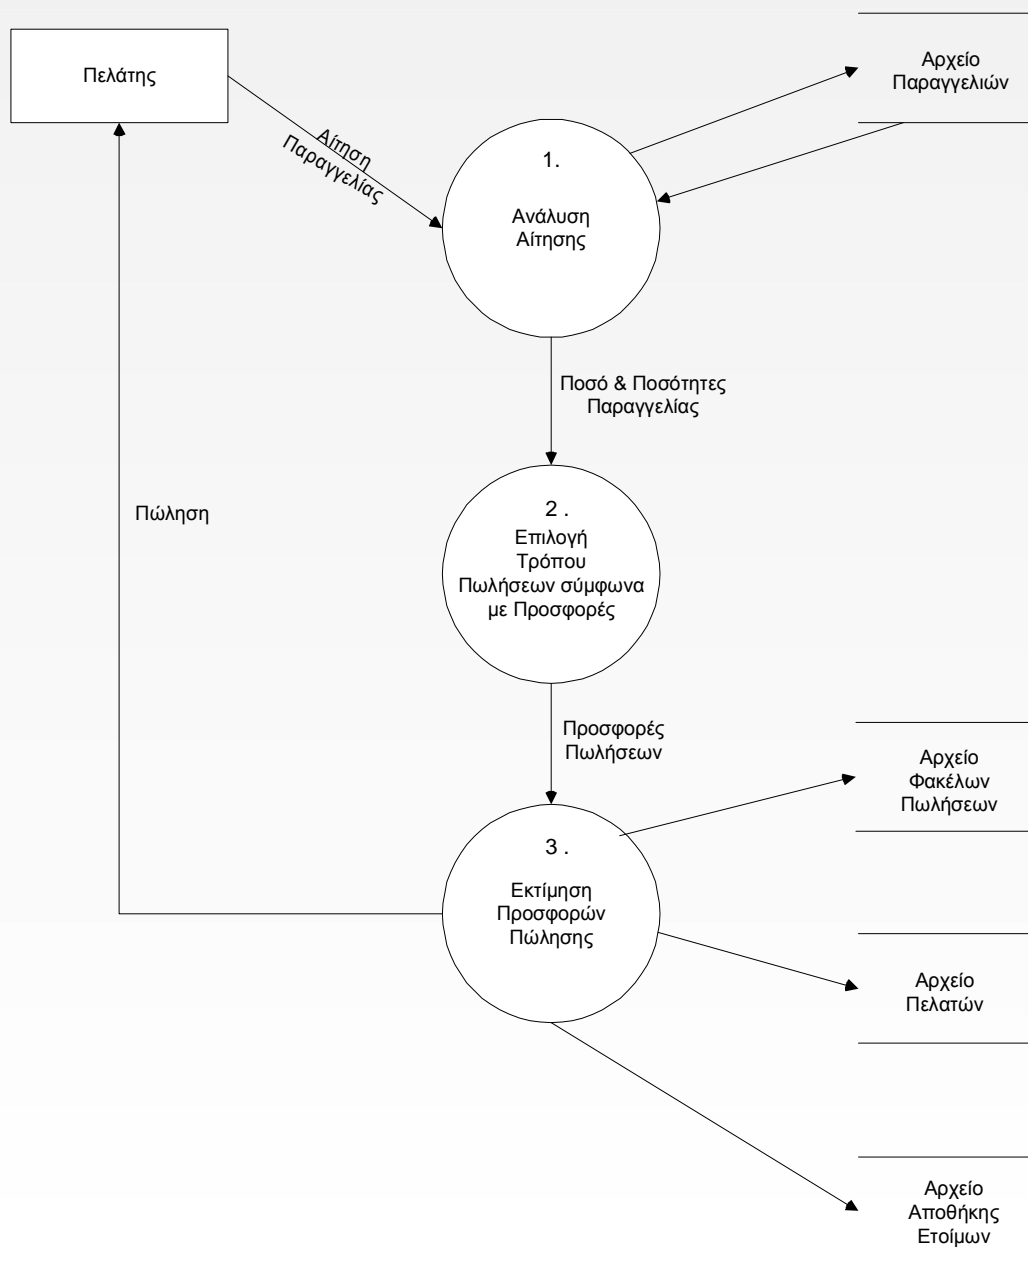 Πελάτης
Αρχείο
Παραγγελιών
Αίτηση
Παραγγελίας
1.
Ανάλυση
Αίτησης
Ποσό & Ποσότητες
Παραγγελίας
Πώληση
2 .
Επιλογή
Τρόπου
Πωλήσεων σύμφωνα
με Προσφορές
Προσφορές
Πωλήσεων
Αρχείο
Φακέλων
Πωλήσεων
3 .
Εκτίμηση
Προσφορών
Πώλησης
Αρχείο
Πελατών
Αρχείο
Αποθήκης
Ετοίμων